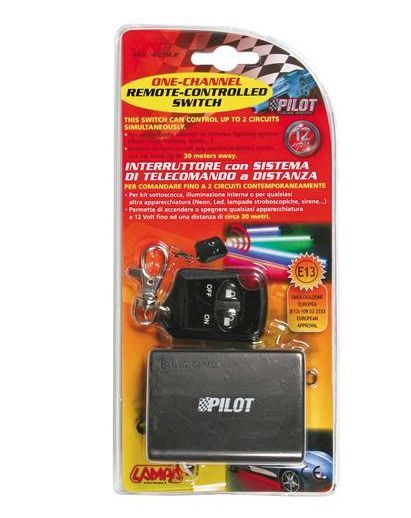 ONE-CHANNEL
REMOTE-CONTROLLED
SWITCH
PILOT
12
Volt
THIS SWITCH CAN CONTROL UP TO 2 CIRCUITS
SIMULTANEOUSLY.
30 meters away.
INTERRUTTORE con SISTEMA
DI TELECOMANDO a DISTANZA
PER COMANDARE FINO A 2 CIRCUITI CONTEMPORANEAMENTE
• Per kit sottoscocca, illuminazione interna o per qualsiasi
altra apparecchiatura (Neon, Led, lampade stroboscopiche, sirene...)
• Permette di accendere o spegnere qualsiasi apparecchiatura
a 12 Volt fino ad una distanza di circa 30 metri.
E13
OMOLOGAZIONE
EUROPEA
EUROPEAN
APPROVAL
OFF
ON
PILOT
LAMPA
CE